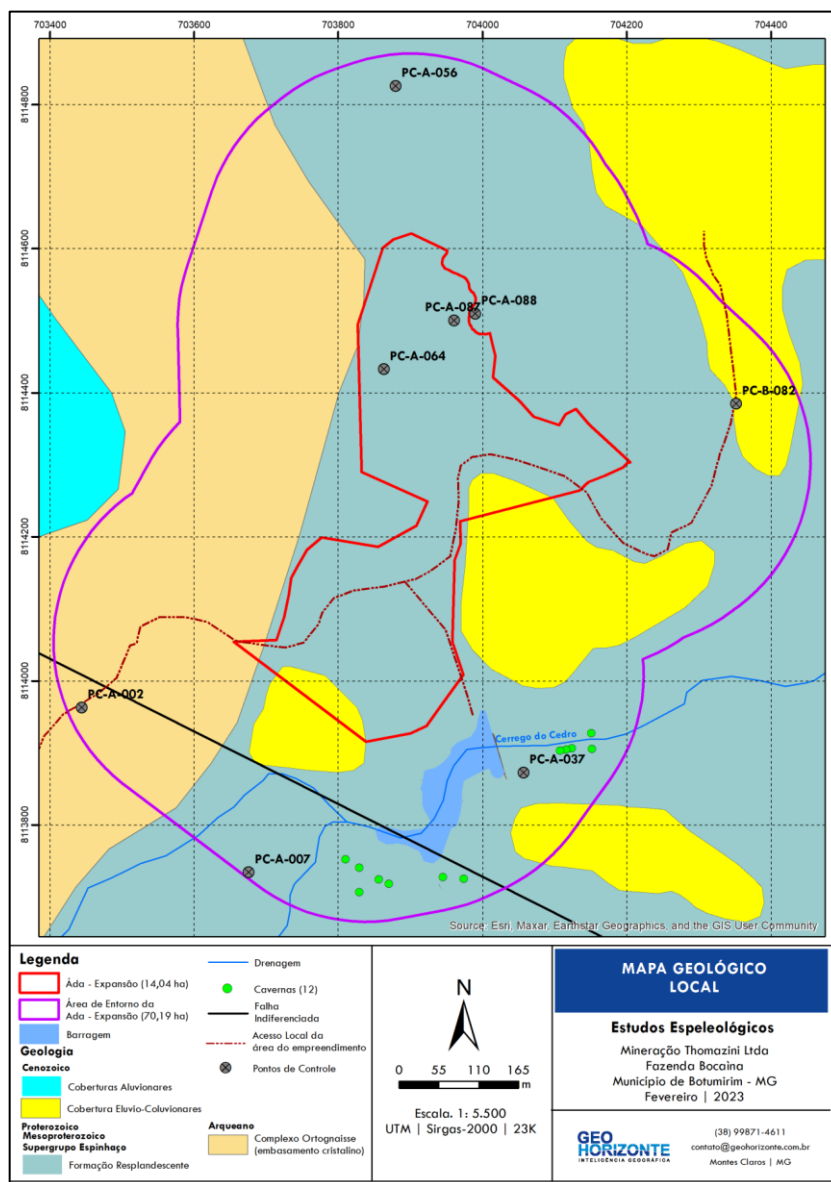 703400 703600 703800 704000 704200 704400
8114800
8114600
8114400
8114200
8114000
8113800
PC-A-056
PC-A-088
PC-A-087
PC-A-064
PC-B-082
PC-A-002
Cerrego do Cedro
PC-A-037
PC-A-007
Source: Esri, Maxar, Earthstar Geographics, and the GIS User Community
Legenda
Áda - Expansão (14,04 ha)
Área de Entorno da
Ada - Expansão (70,19 ha)
Barragem
Geologia
Cenozoico
Coberturas Aluvionares
Cobertura Eluvio-Coluvionares
Proterozoico
Mesoproterozoico
Supergrupo Espinhaço
Formação Resplandescente
Drenagem
Cavernas (12)
Falha
Indiferenciada
Acesso Local da
área do empreendimento
Pontos de Controle
Arqueano
Complexo Ortognaisse
(embasamento cristalino)
N
0 55 110 165
m
Escala. 1: 5.500
UTM | Sirgas-2000 | 23K
MAPA GEOLÓGICO
LOCAL
Estudos Espeleológicos
Mineração Thomazini Ltda
Fazenda Bocaina
Município de Botumirim - MG
Fevereiro | 2023
GEO
HORIZONTE
INTELIGÊNCIA GEOGRÁFICA
(38) 99871-4611
contato@geohorizonte.com.br
Montes Claros | MG